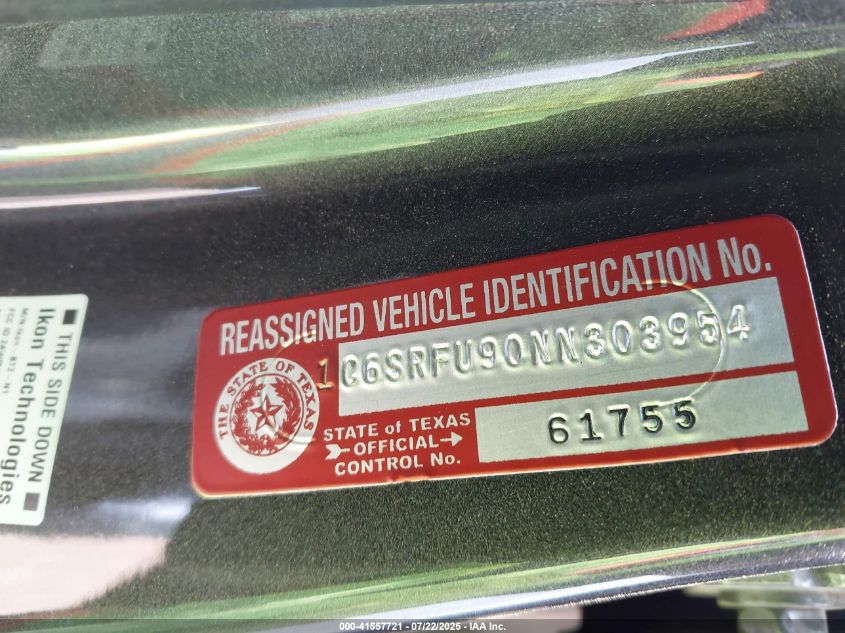 REASSIGNED VEHICLE IDENTIFICATION No.
1C6SRFU90NN303954
THE STATE OF TEXAS
STATE of TEXAS
OFFICIAL
CONTROL No.
61755
THIS SIDE DOWN
Ikon Technologies
000-41557721 - 07/22/2025 - IAA Inc.